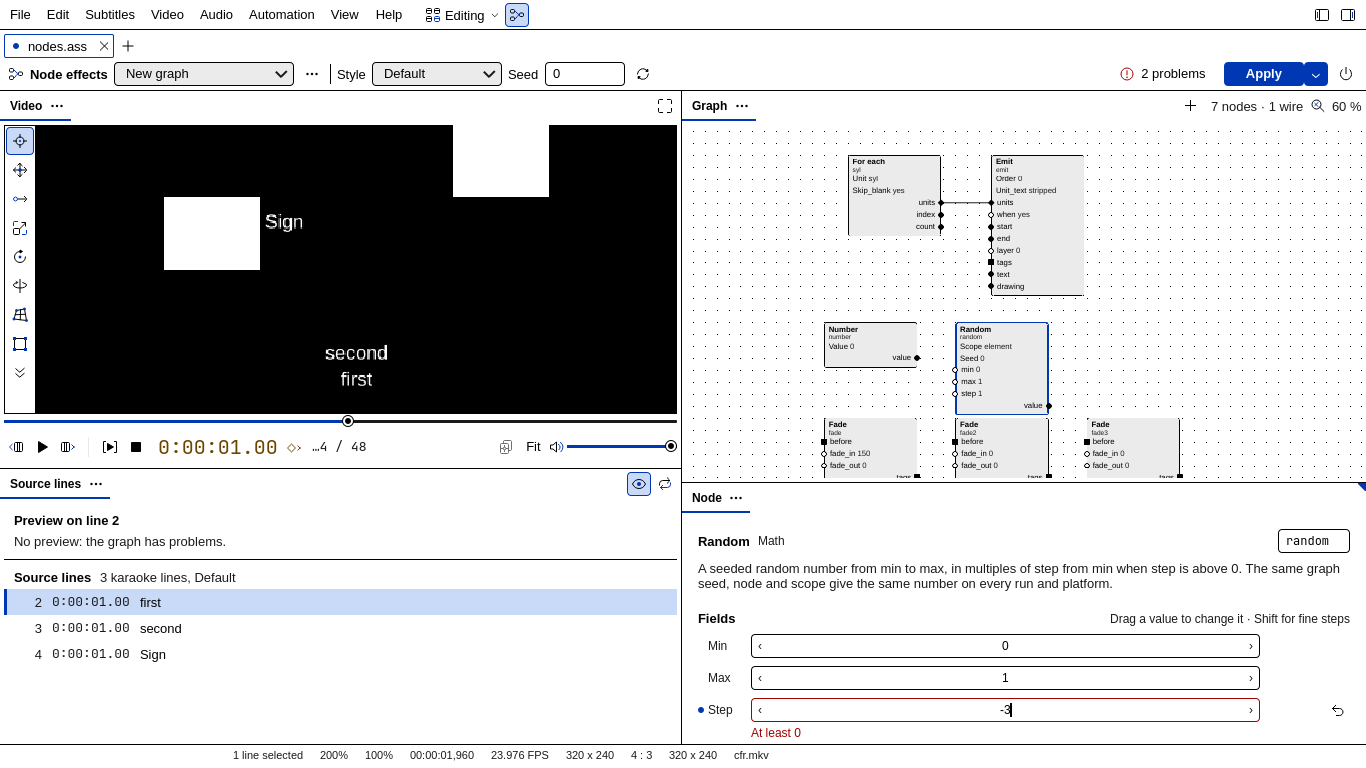 File Edit Subtitles Video Audio Automation View Help Editing
nodes.ass
Node effects New graph Style Default Seed 0 2 problems Apply
Video
Sign
second
first
0:00:01.00 …4 / 48 Fit
Source lines
Preview on line 2
No preview: the graph has problems.
Source lines 3 karaoke lines, Default
2 0:00:01.00 first
3 0:00:01.00 second
4 0:00:01.00 Sign
Graph 7 nodes · 1 wire 60 %
For each
syl
Unit syl
Skip_blank yes
units
index
count
Emit
emit
Order 0
Unit_text stripped
units
when yes
start
end
layer 0
tags
text
drawing
Number
number
Value 0
value
Random
random
Scope element
Seed 0
min 0
max 1
step 1
value
Fade
fade
before
fade_in 150
fade_out 0
tags
Fade
fade2
before
fade_in 0
fade_out 0
tags
Fade
fade3
before
fade_in 0
fade_out 0
tags
Node
Random Math random
A seeded random number from min to max, in multiples of step from min when step is above 0. The same graph
seed, node and scope give the same number on every run and platform.
Fields Drag a value to change it · Shift for fine steps
Min 0
Max 1
Step -3
At least 0
1 line selected 200% 100% 00:00:01,960 23.976 FPS 320 x 240 4 : 3 320 x 240 cfr.mkv